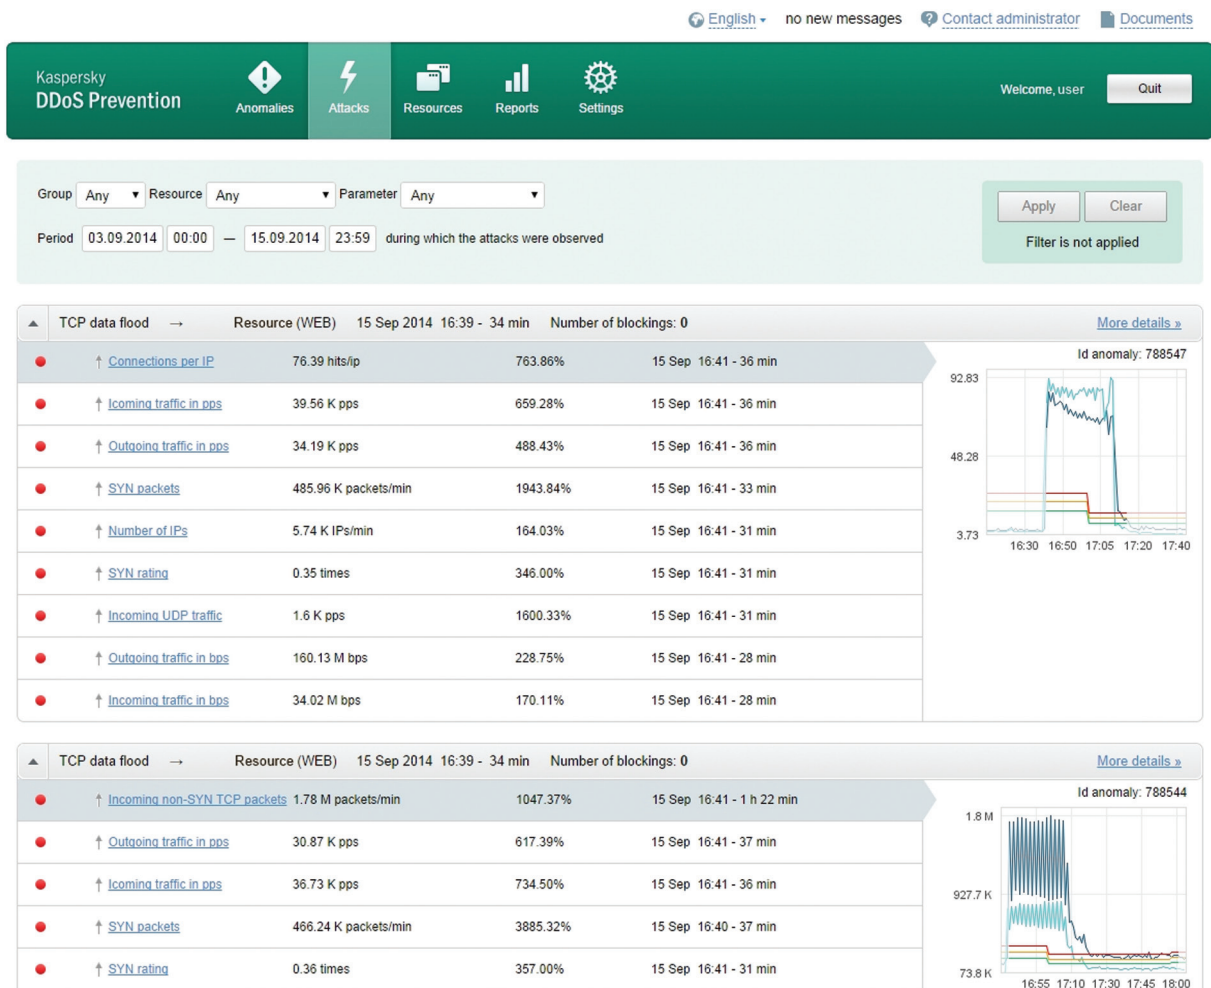 English no new messages Contact administrator Documents
Kaspersky
DDoS Prevention
Anomalies Attacks Resources Reports Settings
Welcome, user Quit
Group Any Resource Any Parameter Any
Apply Clear
Period 03.09.2014 00:00 — 15.09.2014 23:59 during which the attacks were observed
Filter is not applied
TCP data flood → Resource (WEB) 15 Sep 2014 16:39 - 34 min Number of blockings: 0 More details »
Connections per IP 76.39 hits/ip 763.86% 15 Sep 16:41 - 36 min
Icoming traffic in pps 39.56 K pps 659.28% 15 Sep 16:41 - 36 min
Outgoing traffic in pps 34.19 K pps 488.43% 15 Sep 16:41 - 36 min
SYN packets 485.96 K packets/min 1943.84% 15 Sep 16:41 - 33 min
Number of IPs 5.74 K IPs/min 164.03% 15 Sep 16:41 - 31 min
SYN rating 0.35 times 346.00% 15 Sep 16:41 - 31 min
Incoming UDP traffic 1.6 K pps 1600.33% 15 Sep 16:41 - 31 min
Outgoing traffic in bps 160.13 M bps 228.75% 15 Sep 16:41 - 28 min
Incoming traffic in bps 34.02 M bps 170.11% 15 Sep 16:41 - 28 min
Id anomaly: 788547
92.83
48.28
3.73
16:30 16:50 17:05 17:20 17:40
TCP data flood → Resource (WEB) 15 Sep 2014 16:39 - 34 min Number of blockings: 0 More details »
Incoming non-SYN TCP packets 1.78 M packets/min 1047.37% 15 Sep 16:41 - 1 h 22 min
Outgoing traffic in pps 30.87 K pps 617.39% 15 Sep 16:41 - 37 min
Icoming traffic in pps 36.73 K pps 734.50% 15 Sep 16:41 - 36 min
SYN packets 466.24 K packets/min 3885.32% 15 Sep 16:40 - 37 min
SYN rating 0.36 times 357.00% 15 Sep 16:41 - 31 min
Id anomaly: 788544
1.8 M
927.7 K
73.8 K
16:55 17:10 17:30 17:45 18:00